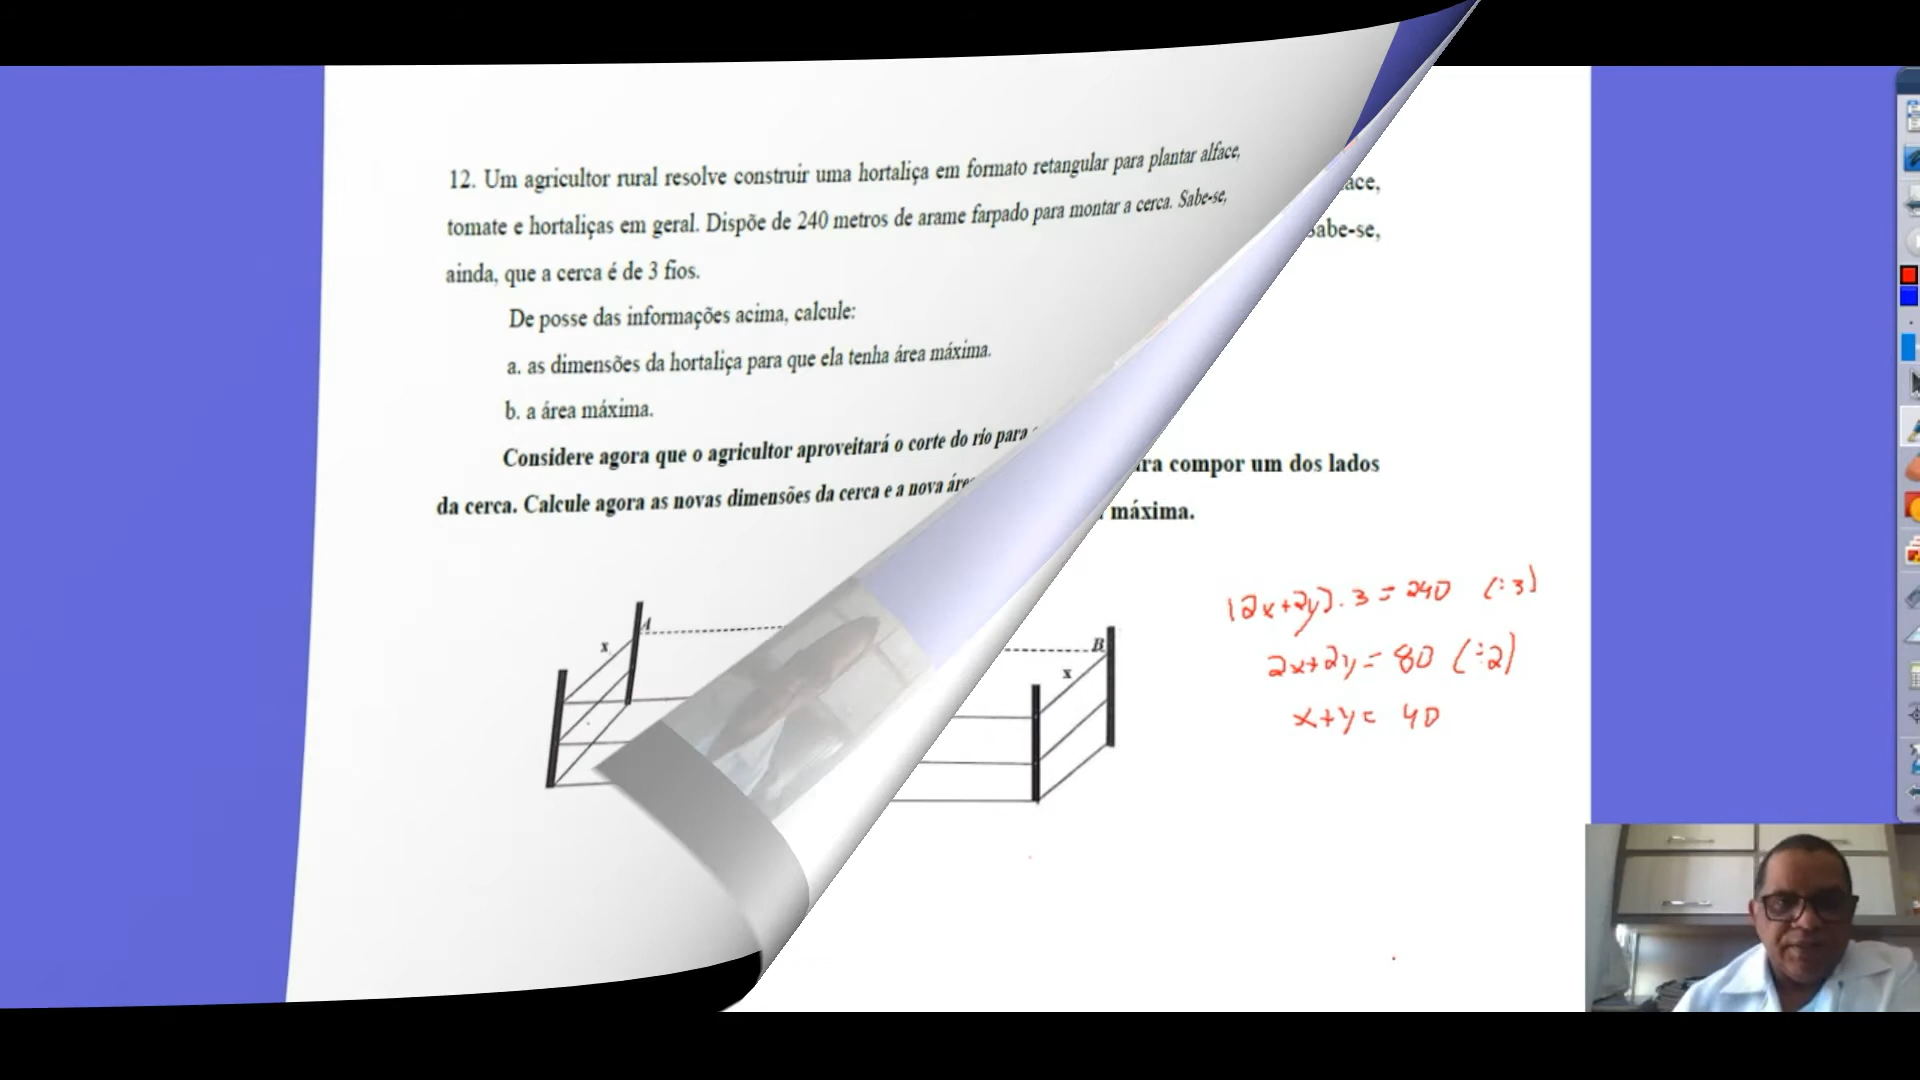 12. Um agricultor rural resolve construir uma hortaliça em formato retangular para plantar alface,
tomate e hortaliças em geral. Dispõe de 240 metros de arame farpado para montar a cerca. Sabe-se,
ainda, que a cerca é de 3 fios.
De posse das informações acima, calcule:
a. as dimensões da hortaliça para que ela tenha área máxima.
b. a área máxima.
Considere agora que o agricultor aproveitará o corte do rio para
compor um dos lados
da cerca. Calcule agora as novas dimensões da cerca e a nova
máxima.
Sabe-se,
A
x
B
x
(2x+2y).3 = 240 (:3)
2x+2y = 80 (÷2)
x+y = 40